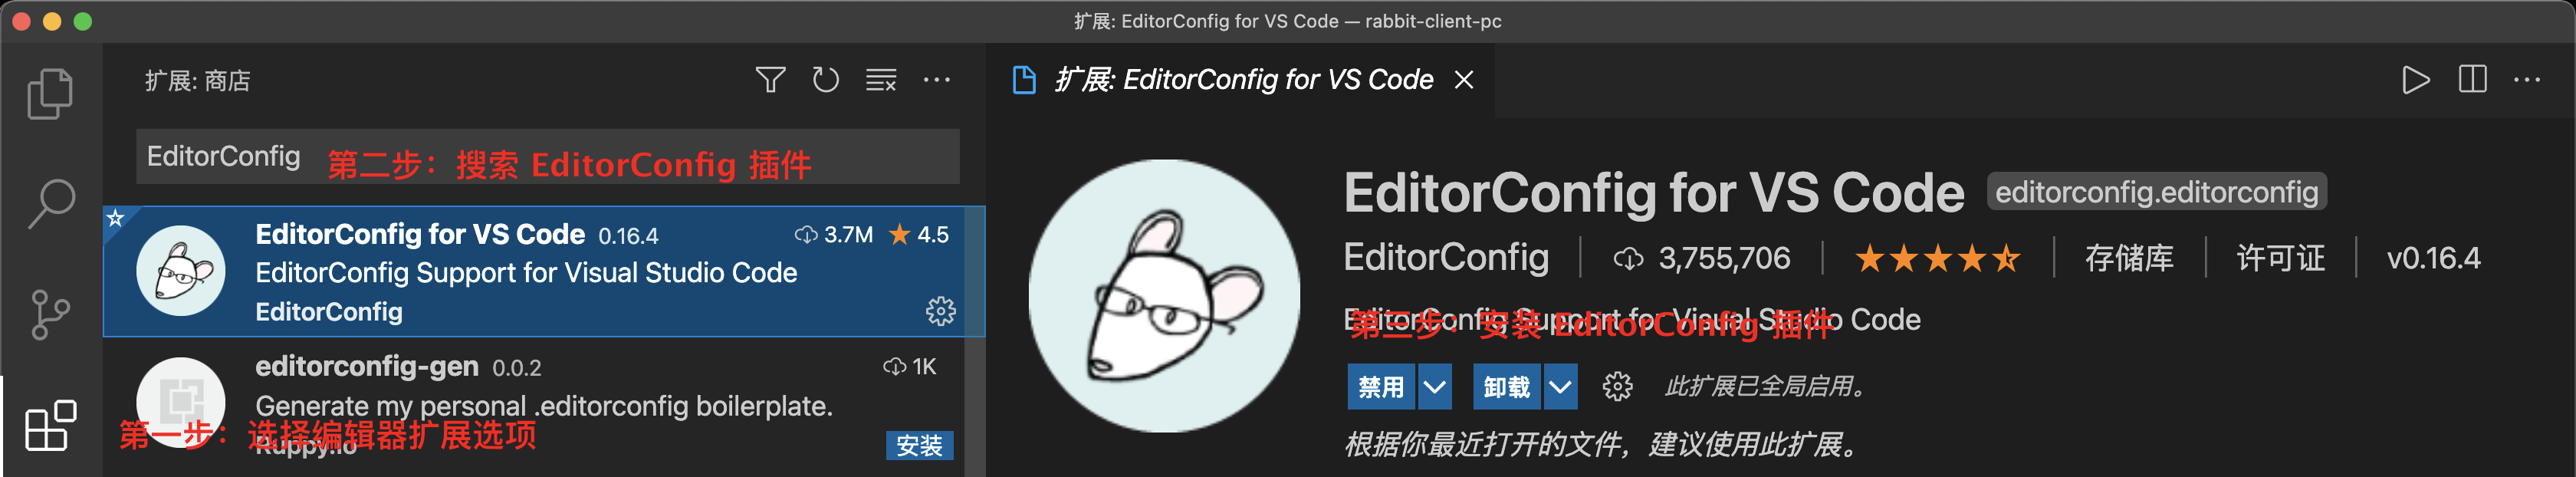 扩展: EditorConfig for VS Code — rabbit-client-pc
扩展: 商店
EditorConfig
第二步：搜索 EditorConfig 插件
EditorConfig for VS Code 0.16.4 3.7M 4.5
EditorConfig Support for Visual Studio Code
EditorConfig
editorconfig-gen 0.0.2 1K
Generate my personal .editorconfig boilerplate.
Ruppy.io
安装
第一步：选择编辑器扩展选项
扩展: EditorConfig for VS Code
EditorConfig for VS Code editorconfig.editorconfig
EditorConfig 3,755,706 存储库 许可证 v0.16.4
EditorConfig Support for Visual Studio Code
第三步：安装 EditorConfig 插件
禁用 卸载 此扩展已全局启用。
根据你最近打开的文件，建议使用此扩展。